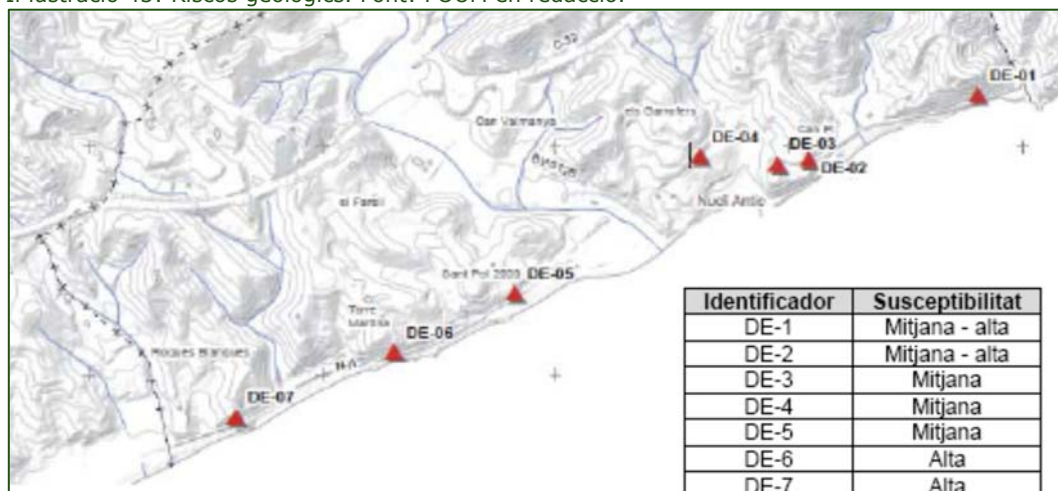 Il·lustració 45. Riscos geològics. Font: POUM en redacció.
C-32
DE-01
Can Valmanya
els Garrofers
Can Pi
DE-04
DE-03
DE-02
Nucli Antic
el Farell
Sant Pol 2000
DE-05
Torre Martina
DE-06
Roques Blanques
N-II
DE-07
Identificador Susceptibilitat
DE-1 Mitjana - alta
DE-2 Mitjana - alta
DE-3 Mitjana
DE-4 Mitjana
DE-5 Mitjana
DE-6 Alta
DE-7 Alta